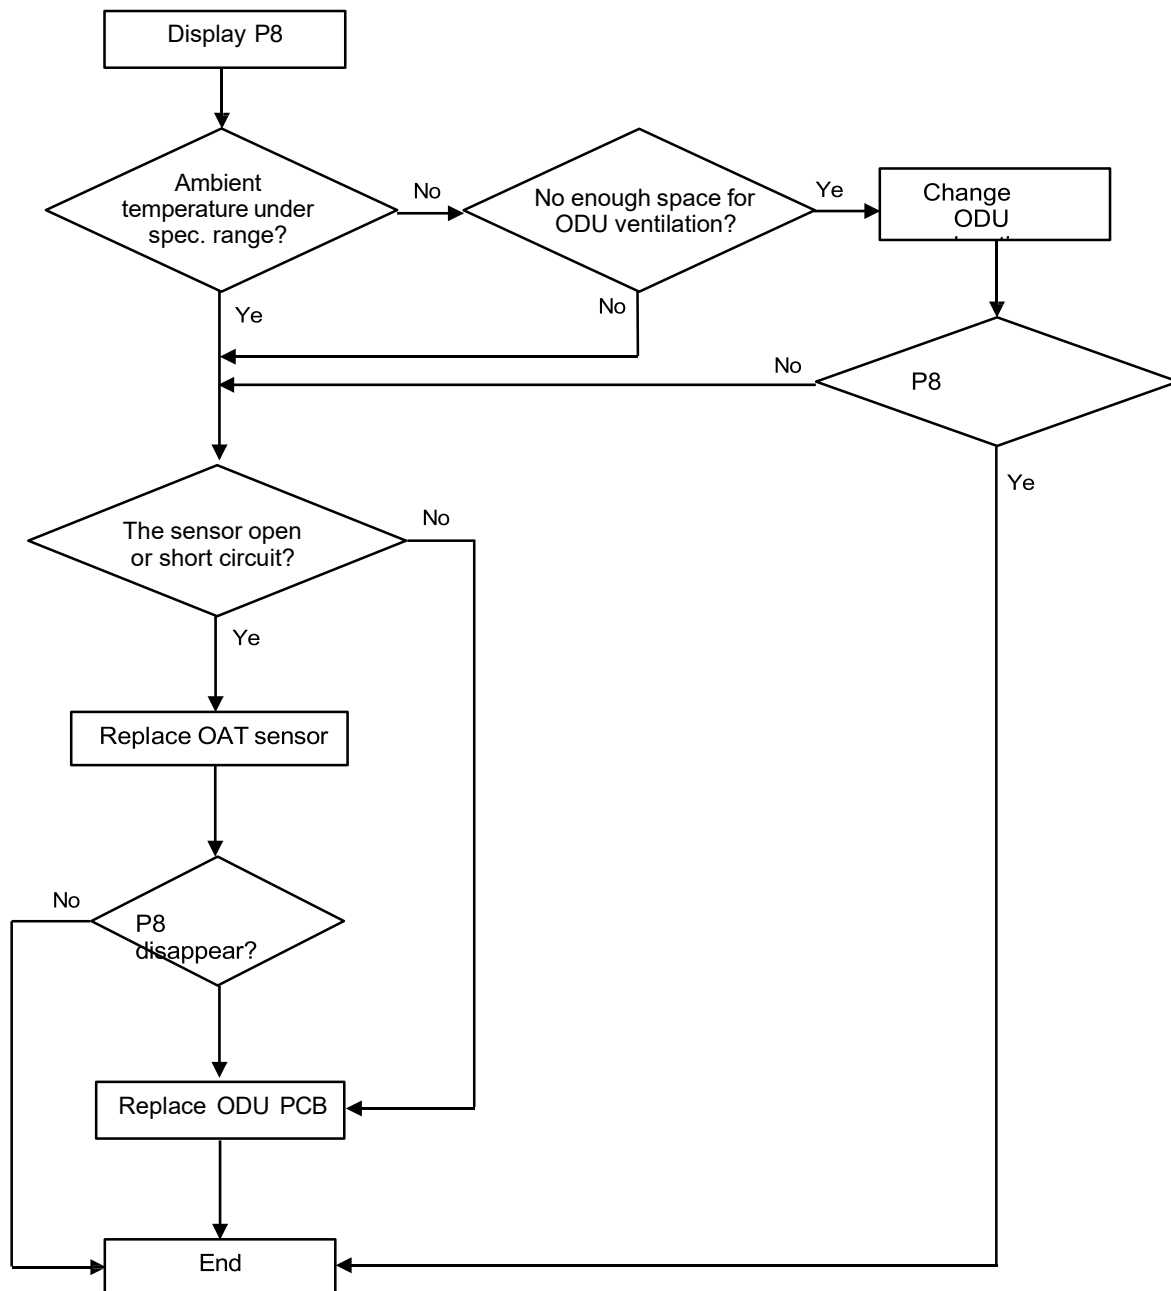 Display P8
Ambient
temperature under
spec. range?
No
No enough space for
ODU ventilation?
Ye
Change
ODU
Ye
No
No
P8
Ye
The sensor open
or short circuit?
No
Ye
Replace OAT sensor
No
P8
disappear?
Replace ODU PCB
End